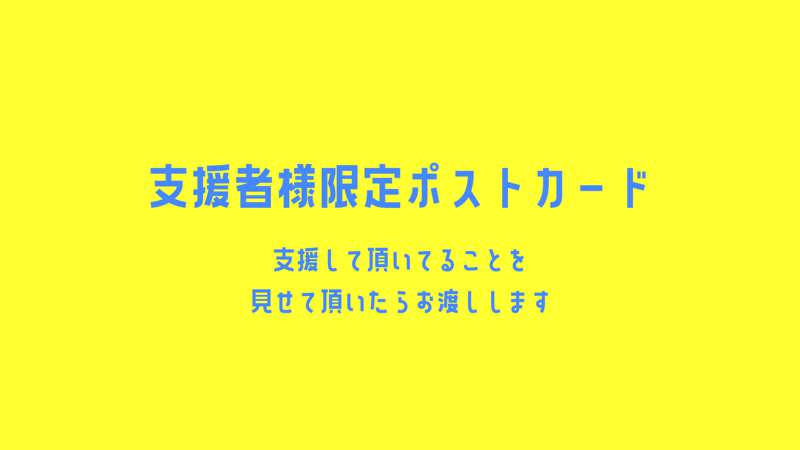 支援者様限定ポストカード
支援して頂いてることを
見せて頂いたらお渡しします